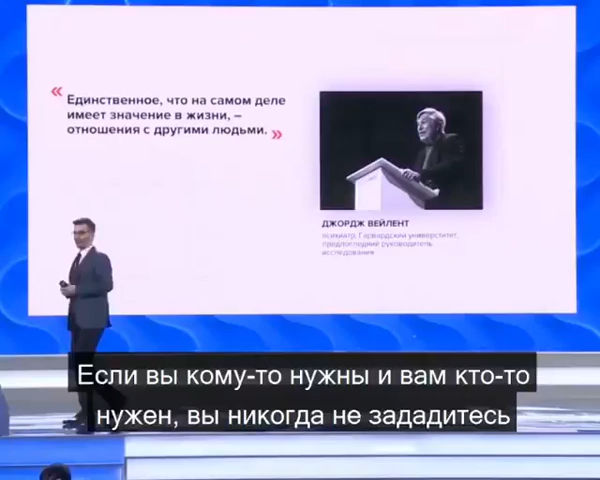 « Единственное, что на самом деле
имеет значение в жизни, –
отношения с другими людьми. »
ДЖОРДЖ ВЕЙЛЕНТ
психиатр, Гарвардский университет,
предпоследний руководитель
исследования
Если вы кому-то нужны и вам кто-то
нужен, вы никогда не зададитесь